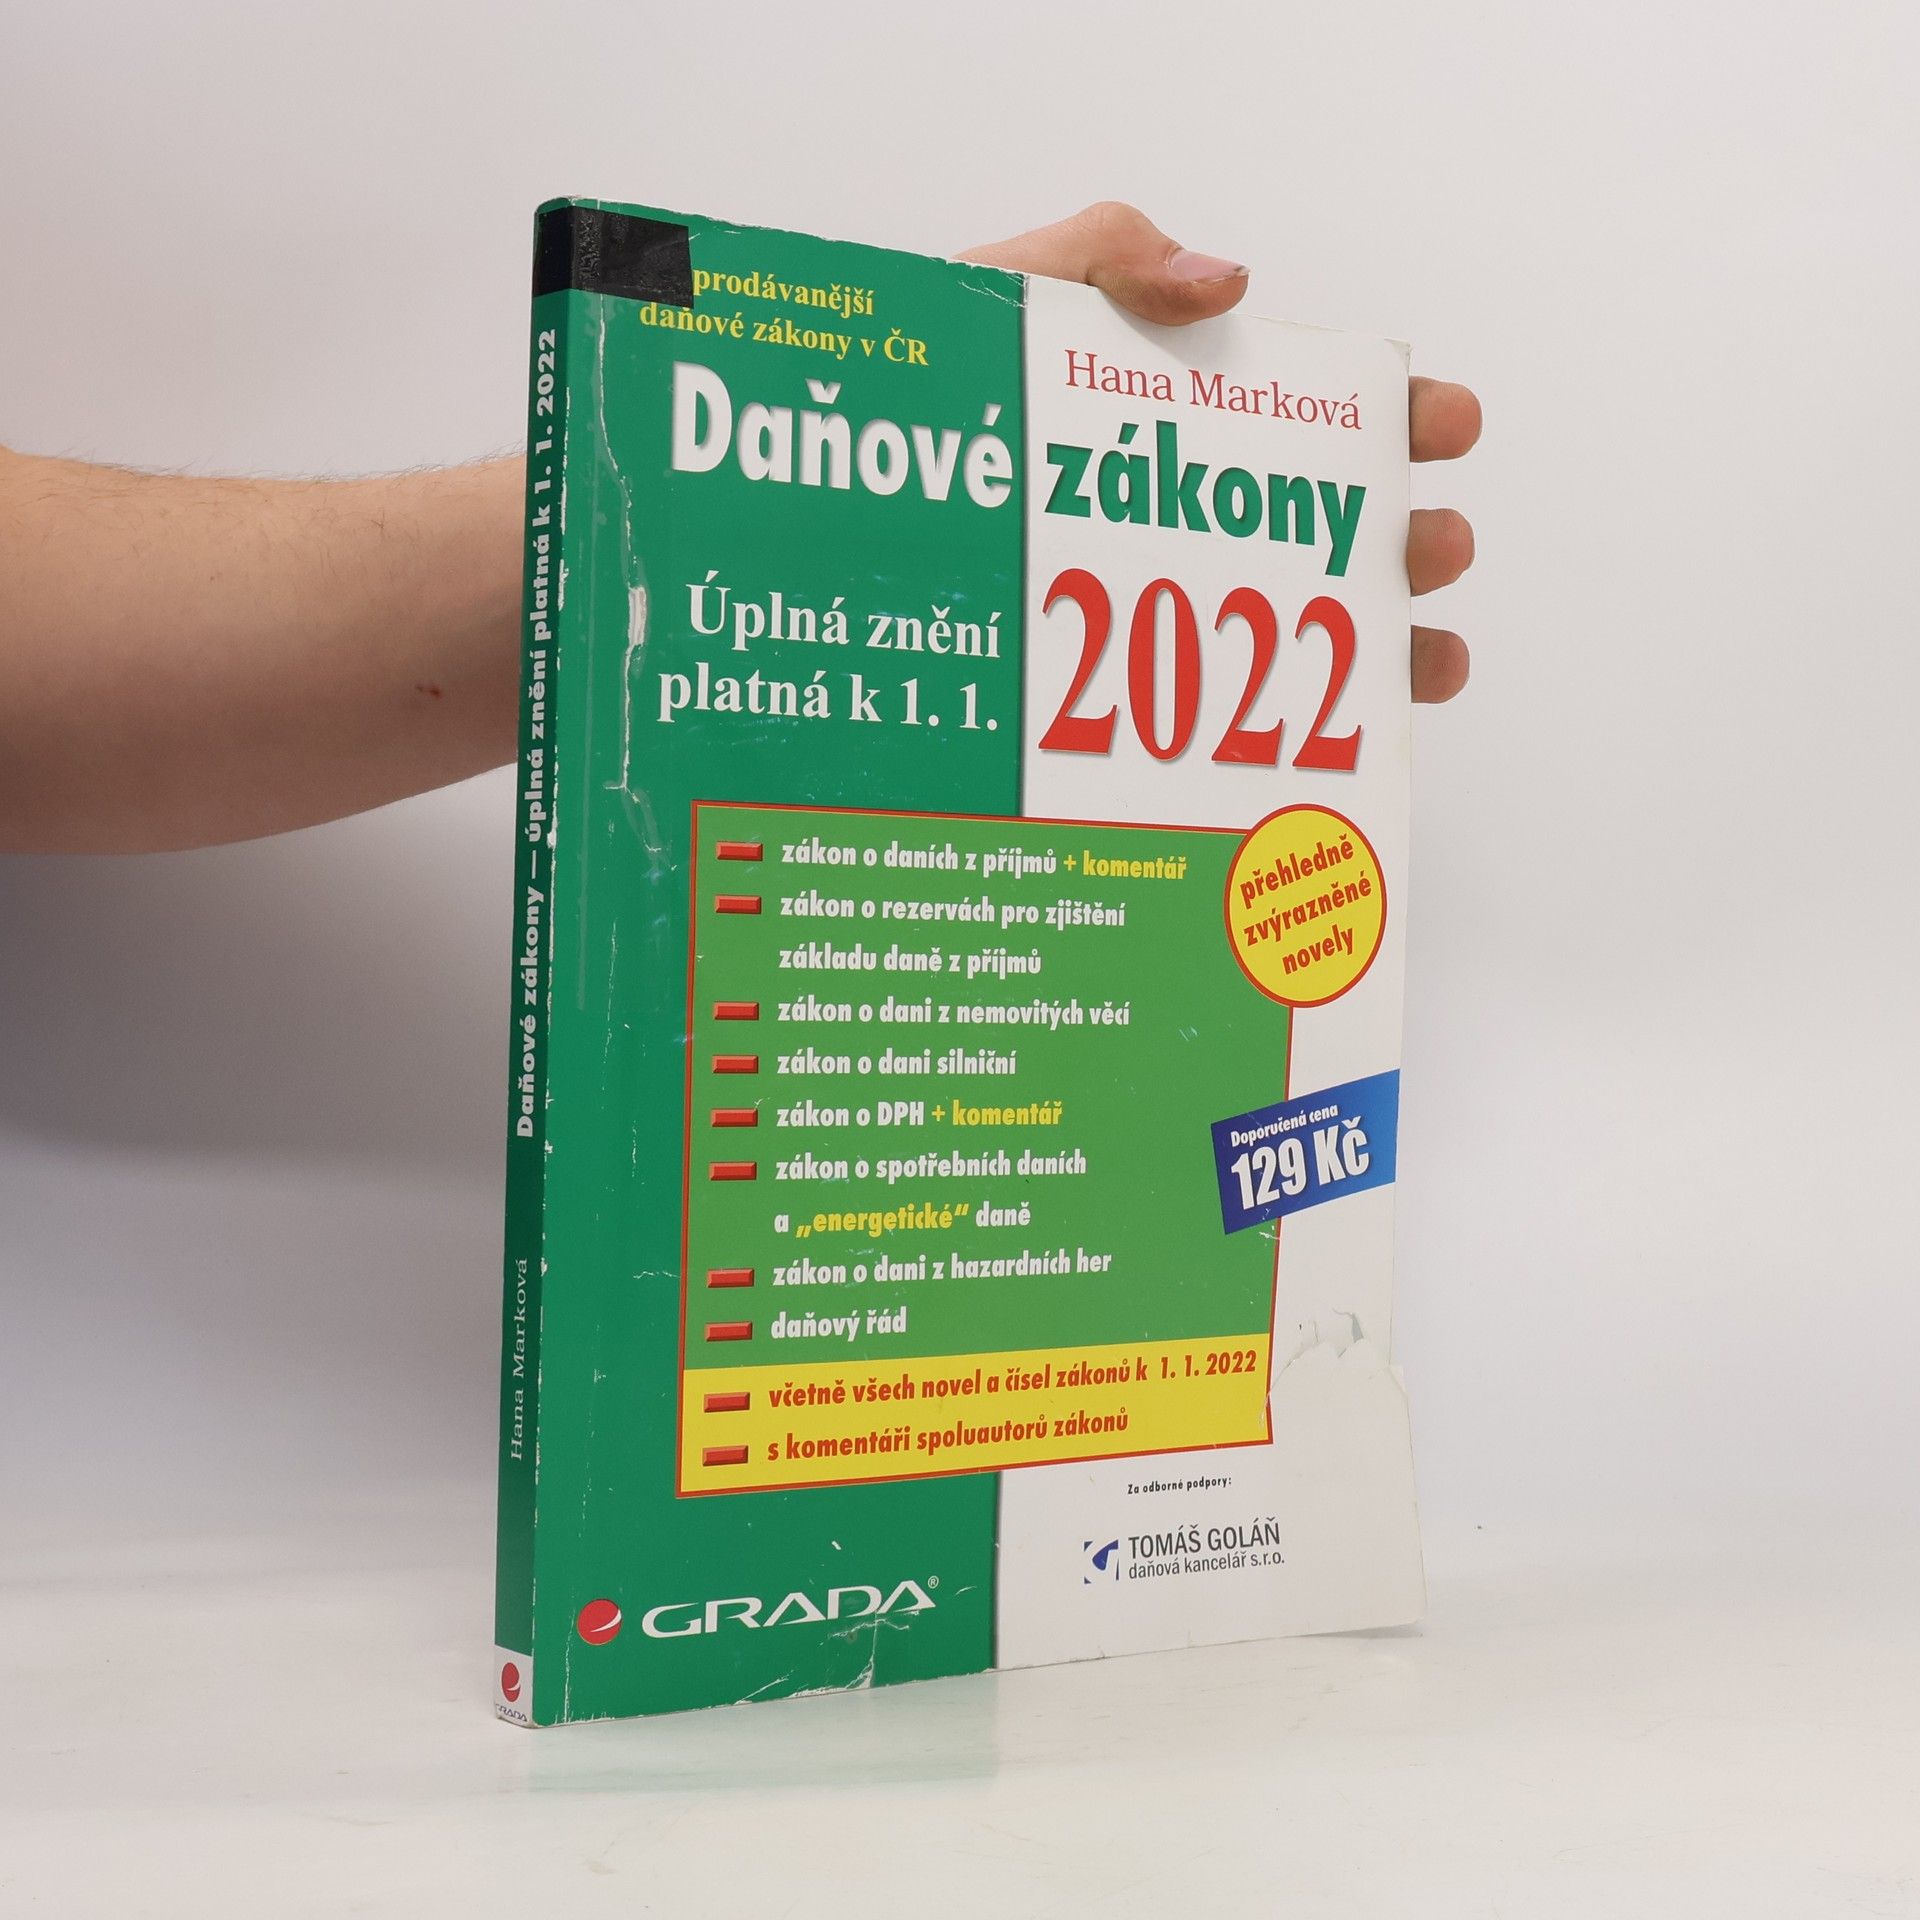 prodávanější
daňové zákony v ČR
Hana Marková
Daňové zákony
2022
Úplná znění
platná k 1. 1.
zákon o daních z příjmů + komentář
zákon o rezervách pro zjištění
základu daně z příjmů
zákon o dani z nemovitých věcí
zákon o dani silniční
zákon o DPH + komentář
zákon o spotřebních daních
a „energetické“ daně
zákon o dani z hazardních her
daňový řád
včetně všech novel a čísel zákonů k 1. 1. 2022
s komentáři spoluautorů zákonů
přehledně
zvýrazněné
novely
Doporučená cena
129 Kč
Za odborné podpory:
TOMÁŠ GOLÁŇ
daňová kancelář s.r.o.
GRADA®
Hana Marková Daňové zákony — úplná znění platná k 1. 1. 2022
GRADA